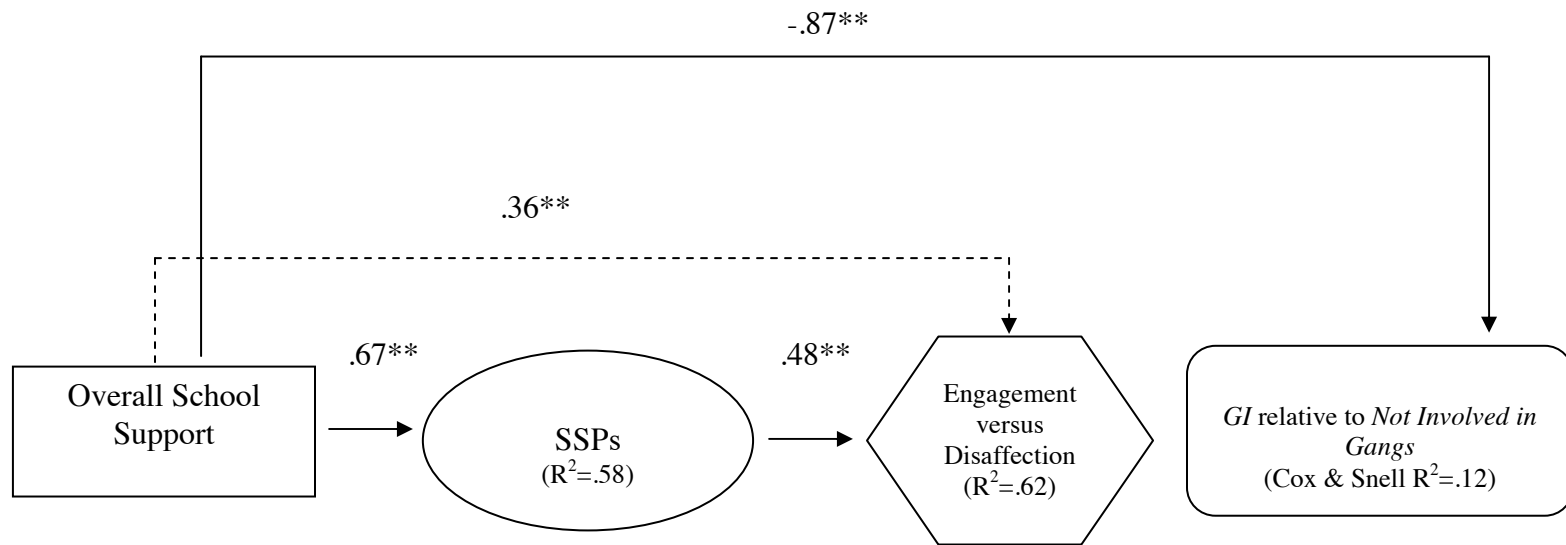 -.87**
.36**
.67**
.48**
Overall School
Support
SSPs
(R²=.58)
Engagement
versus
Disaffection
(R²=.62)
GI relative to Not Involved in
Gangs
(Cox & Snell R²=.12)